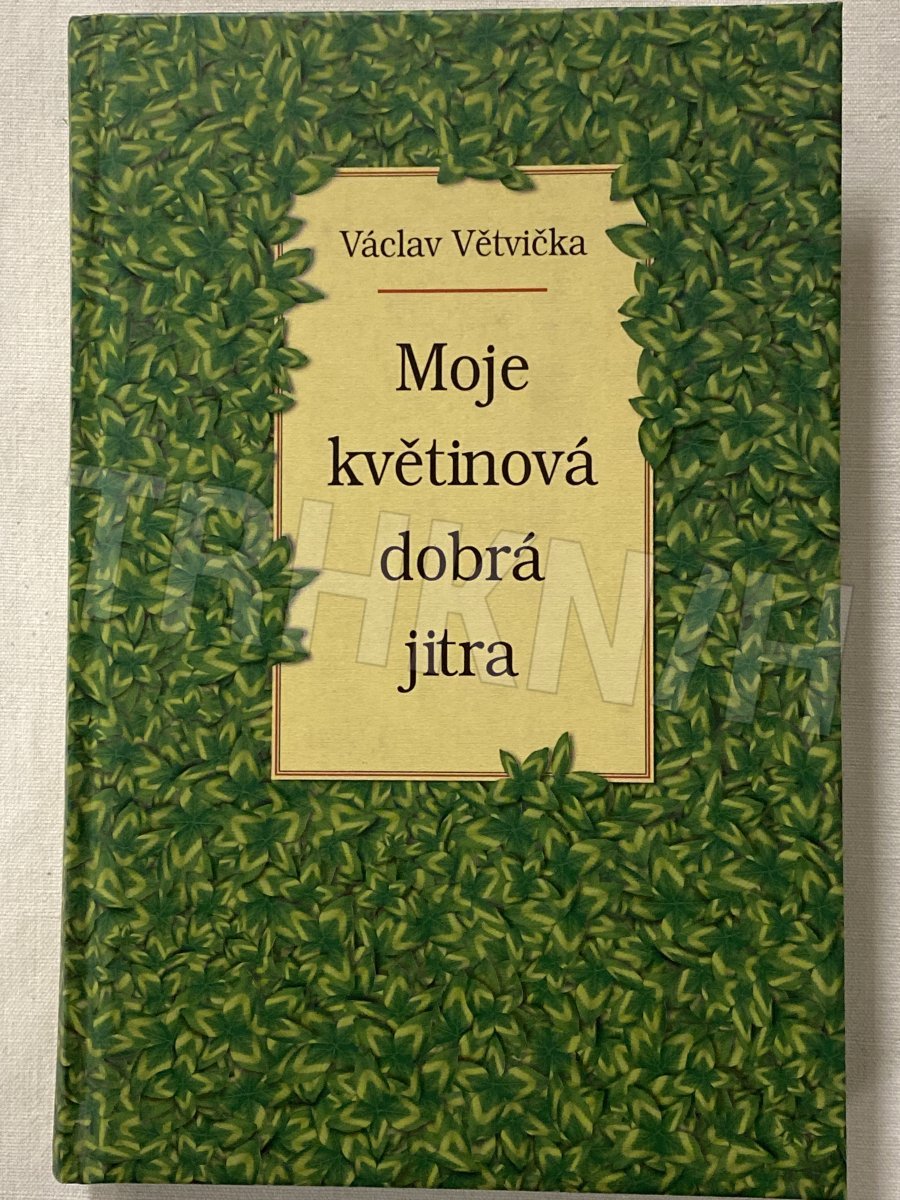 Václav Větvička
Moje
květinová
dobrá
jitra
TRHKNIH